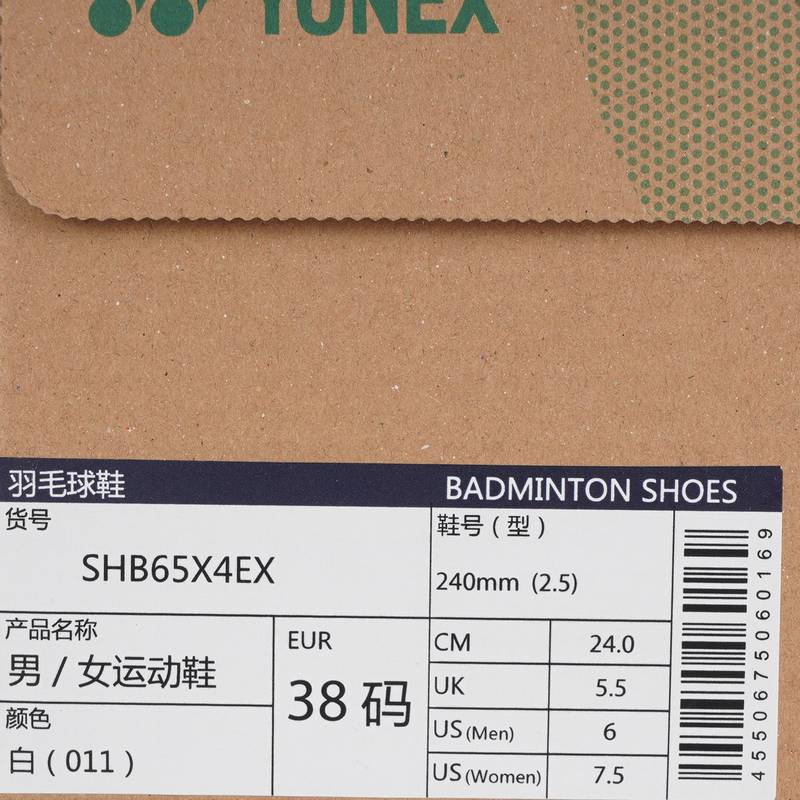 YONEX
羽毛球鞋
BADMINTON SHOES
货号
SHB65X4EX
鞋号（型）
240mm (2.5)
产品名称
男 / 女运动鞋
颜色
白（011）
EUR
38 码
CM 24.0
UK 5.5
US(Men) 6
US(Women) 7.5
4550675060169